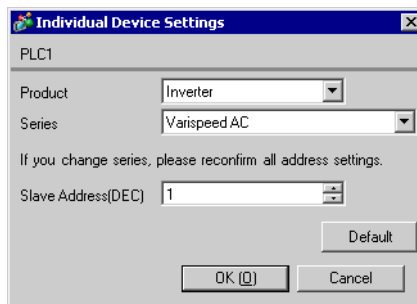 Individual Device Settings
PLC1
Product Inverter
Series Varispeed AC
If you change series, please reconfirm all address settings.
Slave Address(DEC) 1
Default
OK (O) Cancel